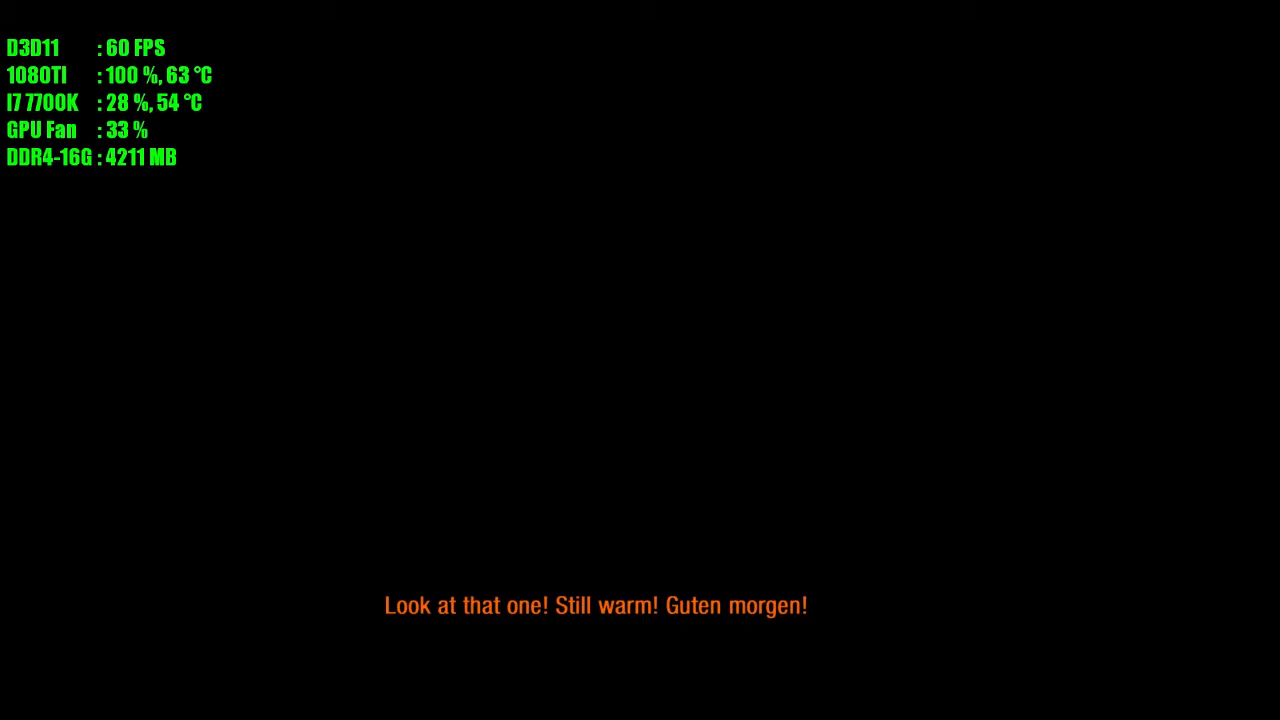 D3D11 : 60 FPS
1080TI : 100 %, 63 °C
I7 7700K : 28 %, 54 °C
GPU Fan : 33 %
DDR4-16G : 4211 MB
Look at that one! Still warm! Guten morgen!